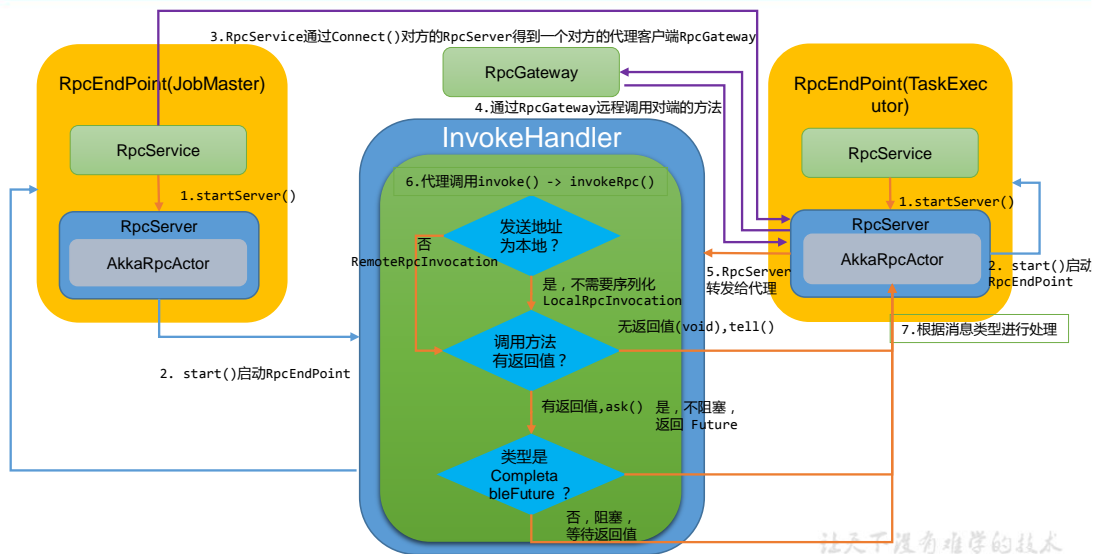 3.RpcService通过Connect()对方的RpcServer得到一个对方的代理客户端RpcGateway
RpcEndPoint(JobMaster)
RpcService
1.startServer()
RpcServer
AkkaRpcActor
2. start()启动RpcEndPoint
RpcGateway
4.通过RpcGateway远程调用对端的方法
InvokeHandler
6.代理调用invoke() -> invokeRpc()
发送地址
为本地？
否
RemoteRpcInvocation
是，不需要序列化
LocalRpcInvocation
调用方法
有返回值？
无返回值(void),tell()
有返回值,ask()
是，不阻塞，
返回 Future
类型是
Completa
bleFuture ？
否，阻塞，
等待返回值
RpcEndPoint(TaskExec
utor)
RpcService
1.startServer()
RpcServer
AkkaRpcActor
2. start()启动
RpcEndPoint
5.RpcServer
转发给代理
7.根据消息类型进行处理
让天下没有难学的技术